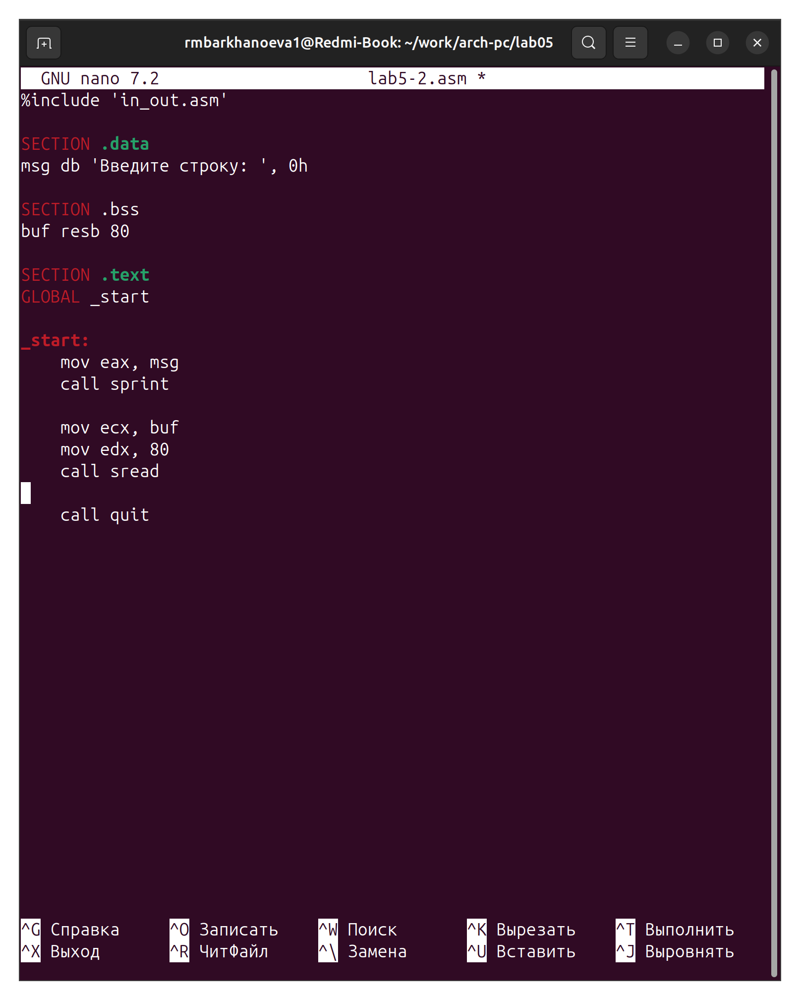 rmbarkhanoeva1@Redmi-Book: ~/work/arch-pc/lab05
GNU nano 7.2 lab5-2.asm *
%include 'in_out.asm'
SECTION .data
msg db 'Введите строку: ', 0h
SECTION .bss
buf resb 80
SECTION .text
GLOBAL _start
_start:
mov eax, msg
call sprint
mov ecx, buf
mov edx, 80
call sread
call quit
^G Справка ^O Записать ^W Поиск ^K Вырезать ^T Выполнить
^X Выход ^R ЧитФайл ^\ Замена ^U Вставить ^J Выровнять